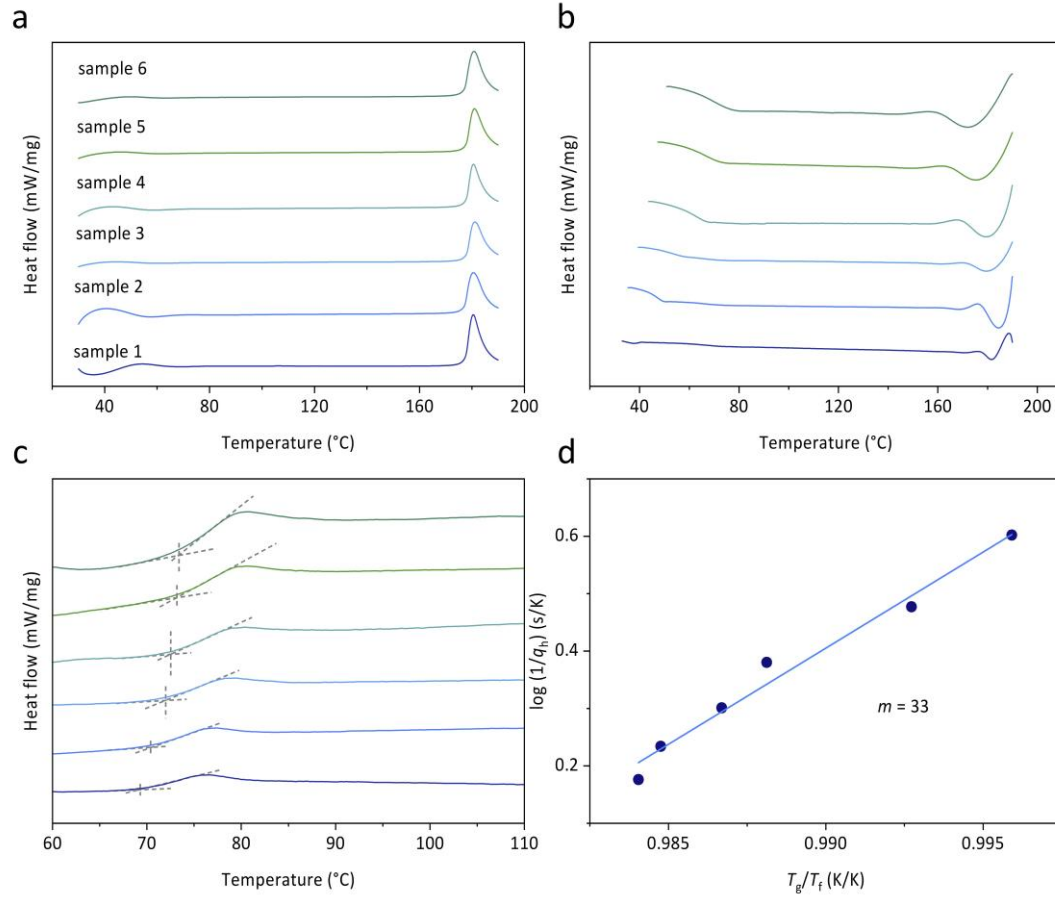 a
sample 6
sample 5
sample 4
sample 3
sample 2
sample 1
Heat flow (mW/mg)
40
80
120
160
200
Temperature (°C)
b
Heat flow (mW/mg)
40
80
120
160
200
Temperature (°C)
c
Heat flow (mW/mg)
60
70
80
90
100
110
Temperature (°C)
d
log (1/qh) (s/K)
0.6
0.4
0.2
m = 33
0.985
0.990
0.995
Tg/Tf (K/K)